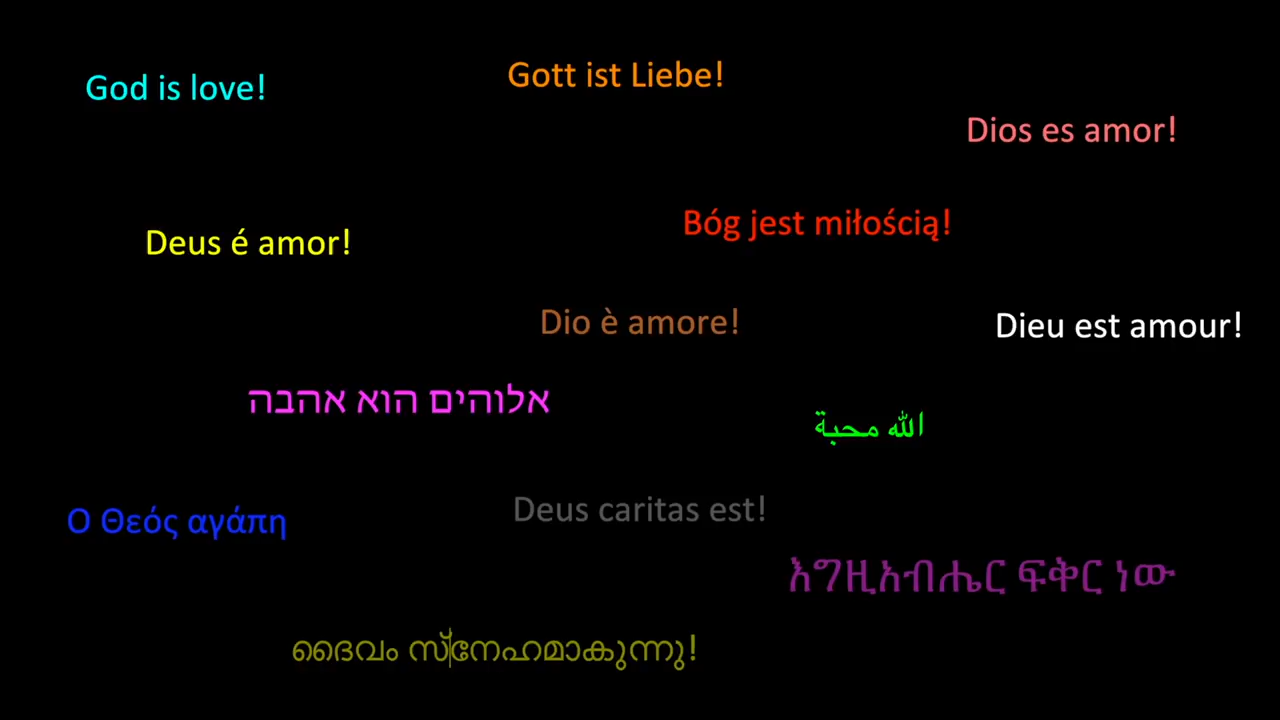 God is love!
Gott ist Liebe!
Dios es amor!
Deus é amor!
Bóg jest miłością!
Dio è amore!
Dieu est amour!
אלוהים הוא אהבה
الله محبة
Ο Θεός αγάπη
Deus caritas est!
እግዚአብሔር ፍቅር ነው
ദൈവം സ്നേഹമാകുന്നു!